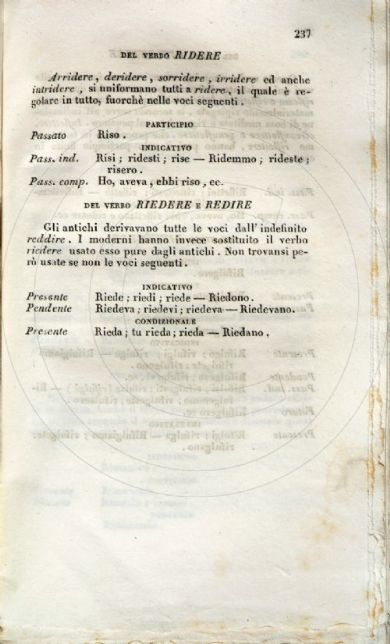 237
DEL VERBO RIDERE
Arridere, deridere, sorridere, irridere ed anche
intridere, si uniformano tutti a ridere, il quale è re-
golare in tutto, fuorchè nelle voci seguenti.
PARTICIPIO
Passato Riso.
INDICATIVO
Pass. ind. Risi; ridesti; rise — Ridemmo; rideste;
risero.
Pass. comp. Ho, aveva, ebbi riso, ec.
DEL VERBO RIEDERE E REDIRE
Gli antichi derivavano tutte le voci dall' indefinito
reddire. I moderni hanno invece sostituito il verbo
riedere usato esso pure dagli antichi. Non trovansi pe-
rò usate se non le voci seguenti.
INDICATIVO
Presente Riede; riedi; riede — Riedono.
Pendente Riedeva; riedevi; riedeva — Riedevano.
CONDIZIONALE
Presente Rieda; tu rieda; rieda — Riedano.